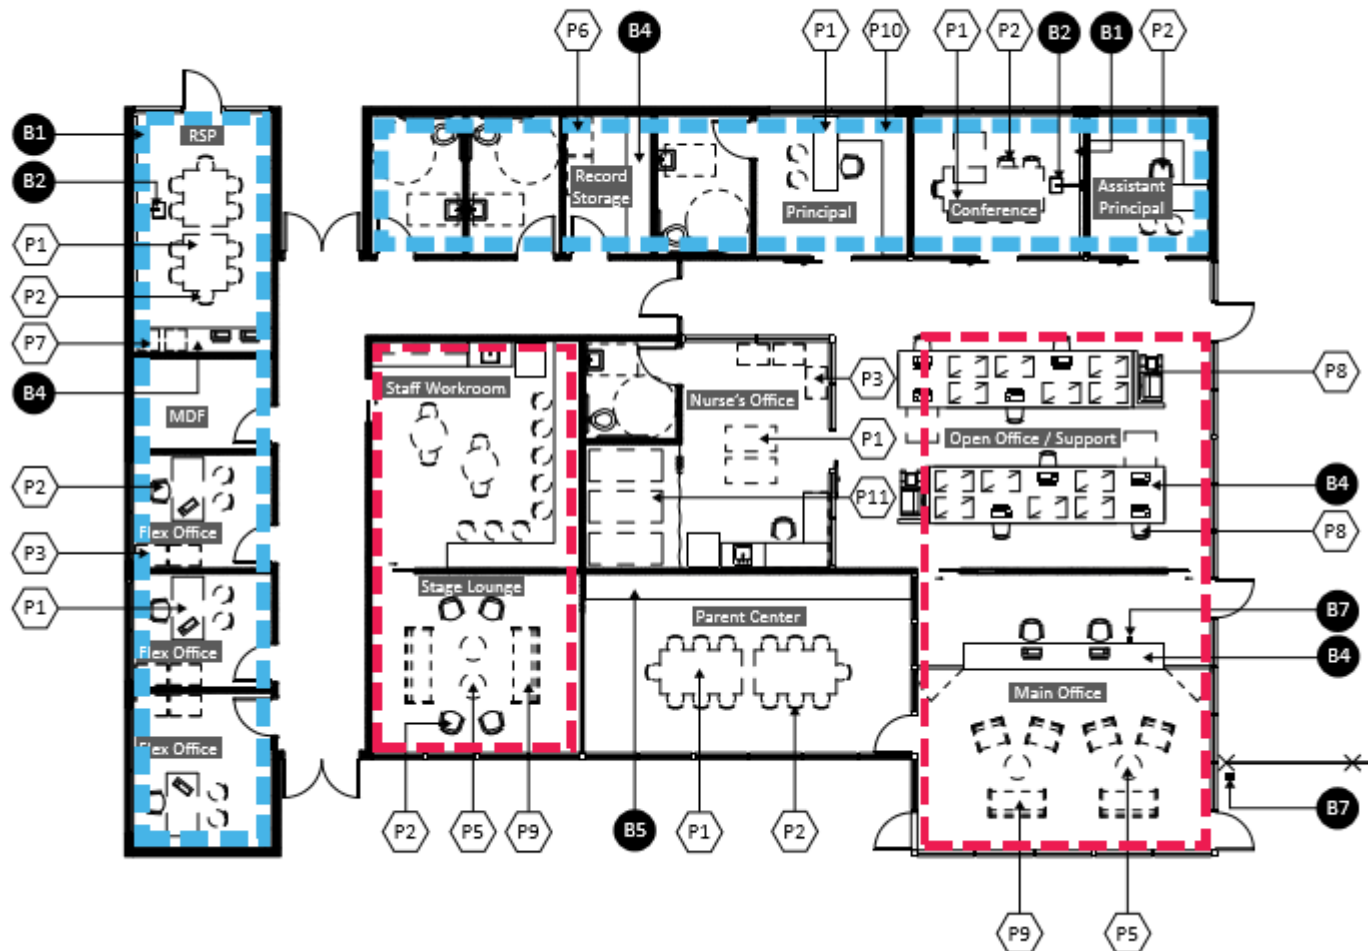 P6
B4
P1
P10
P1
P2
B2
B1
P2
B1
RSP
B2
Record
Storage
Principal
Conference
Assistant
Principal
P1
P2
P7
B4
MDF
Staff Workroom
Nurse's Office
P3
P8
P1
Open Office / Support
P2
P11
B4
Flex Office
P8
P3
Stage Lounge
P1
Parent Center
B7
Flex Office
B4
Main Office
Flex Office
B7
P2
P5
P9
B5
P1
P2
P9
P5